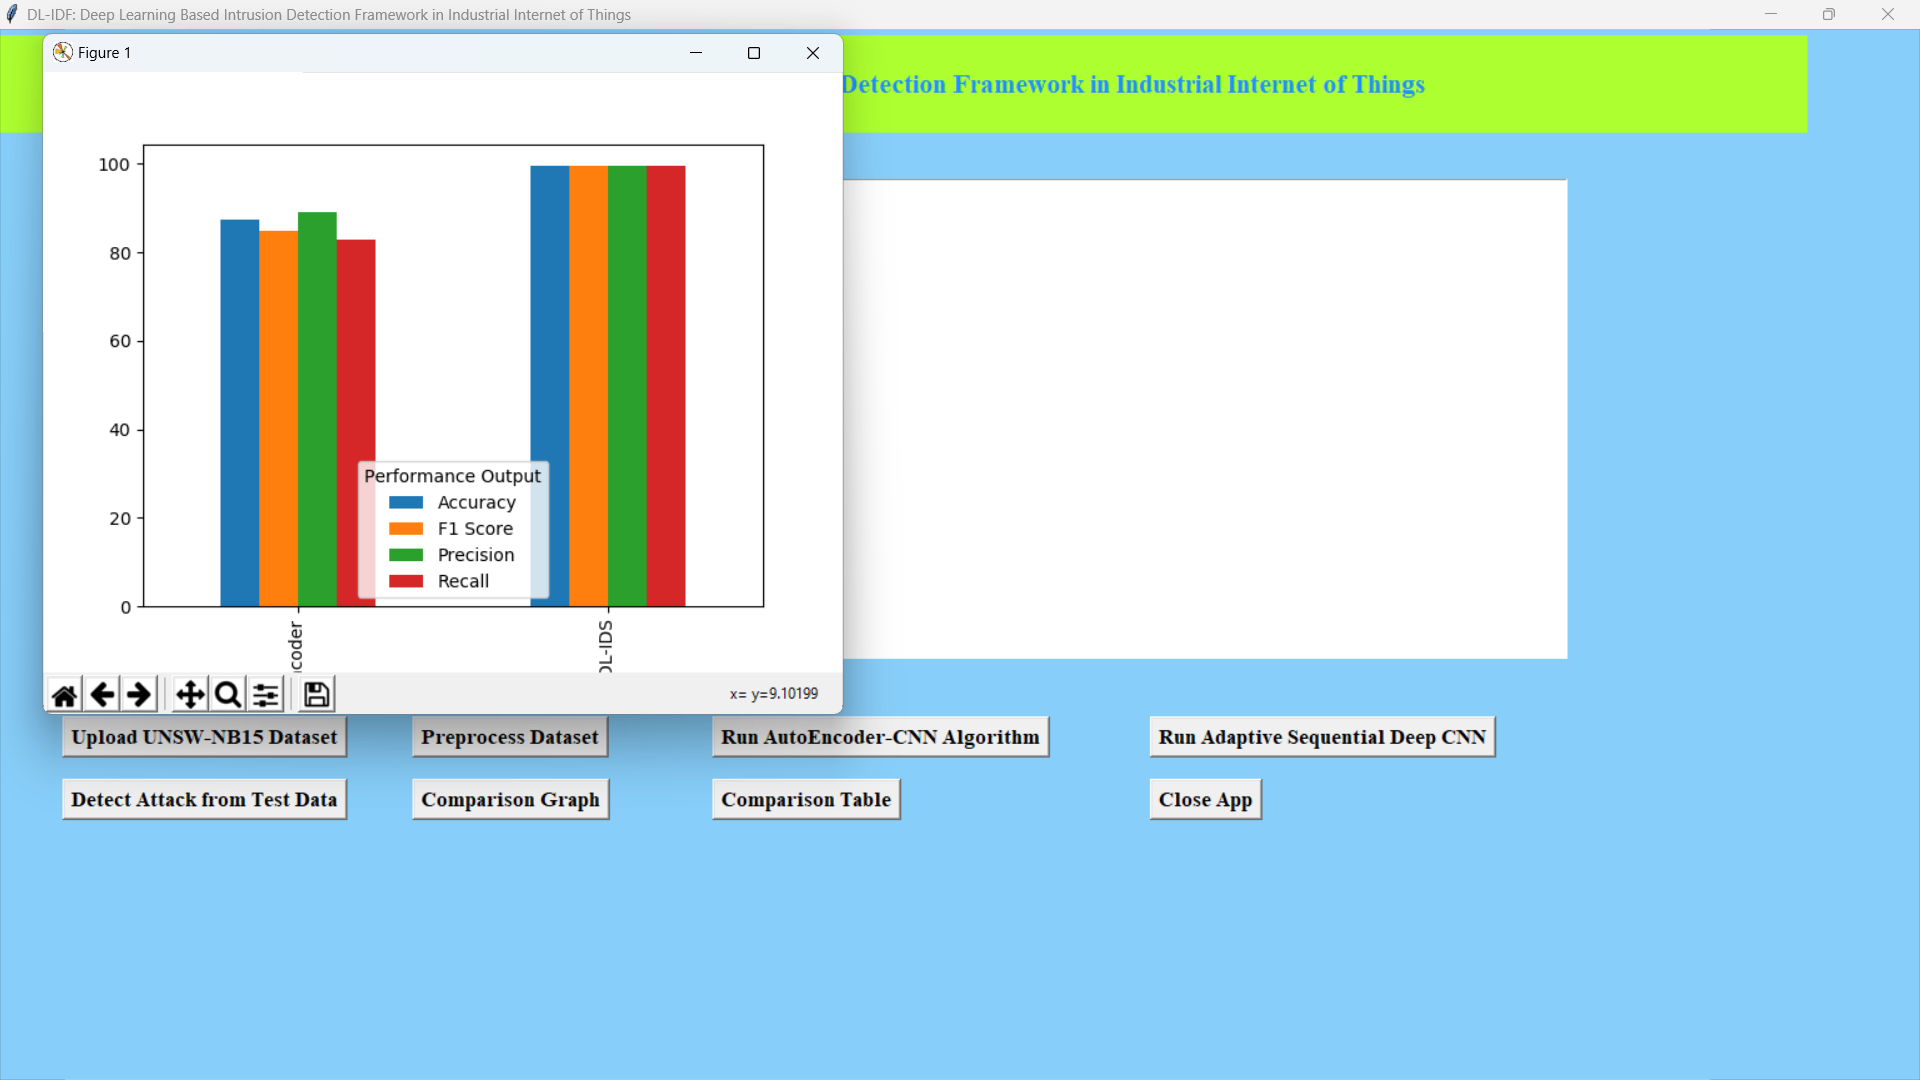 DL-IDF: Deep Learning Based Intrusion Detection Framework in Industrial Internet of Things
Figure 1
Detection Framework in Industrial Internet of Things
100
80
60
40
20
0
Performance Output
Accuracy
F1 Score
Precision
Recall
coder
DL-IDS
x= y=9.10199
Upload UNSW-NB15 Dataset
Preprocess Dataset
Run AutoEncoder-CNN Algorithm
Run Adaptive Sequential Deep CNN
Detect Attack from Test Data
Comparison Graph
Comparison Table
Close App